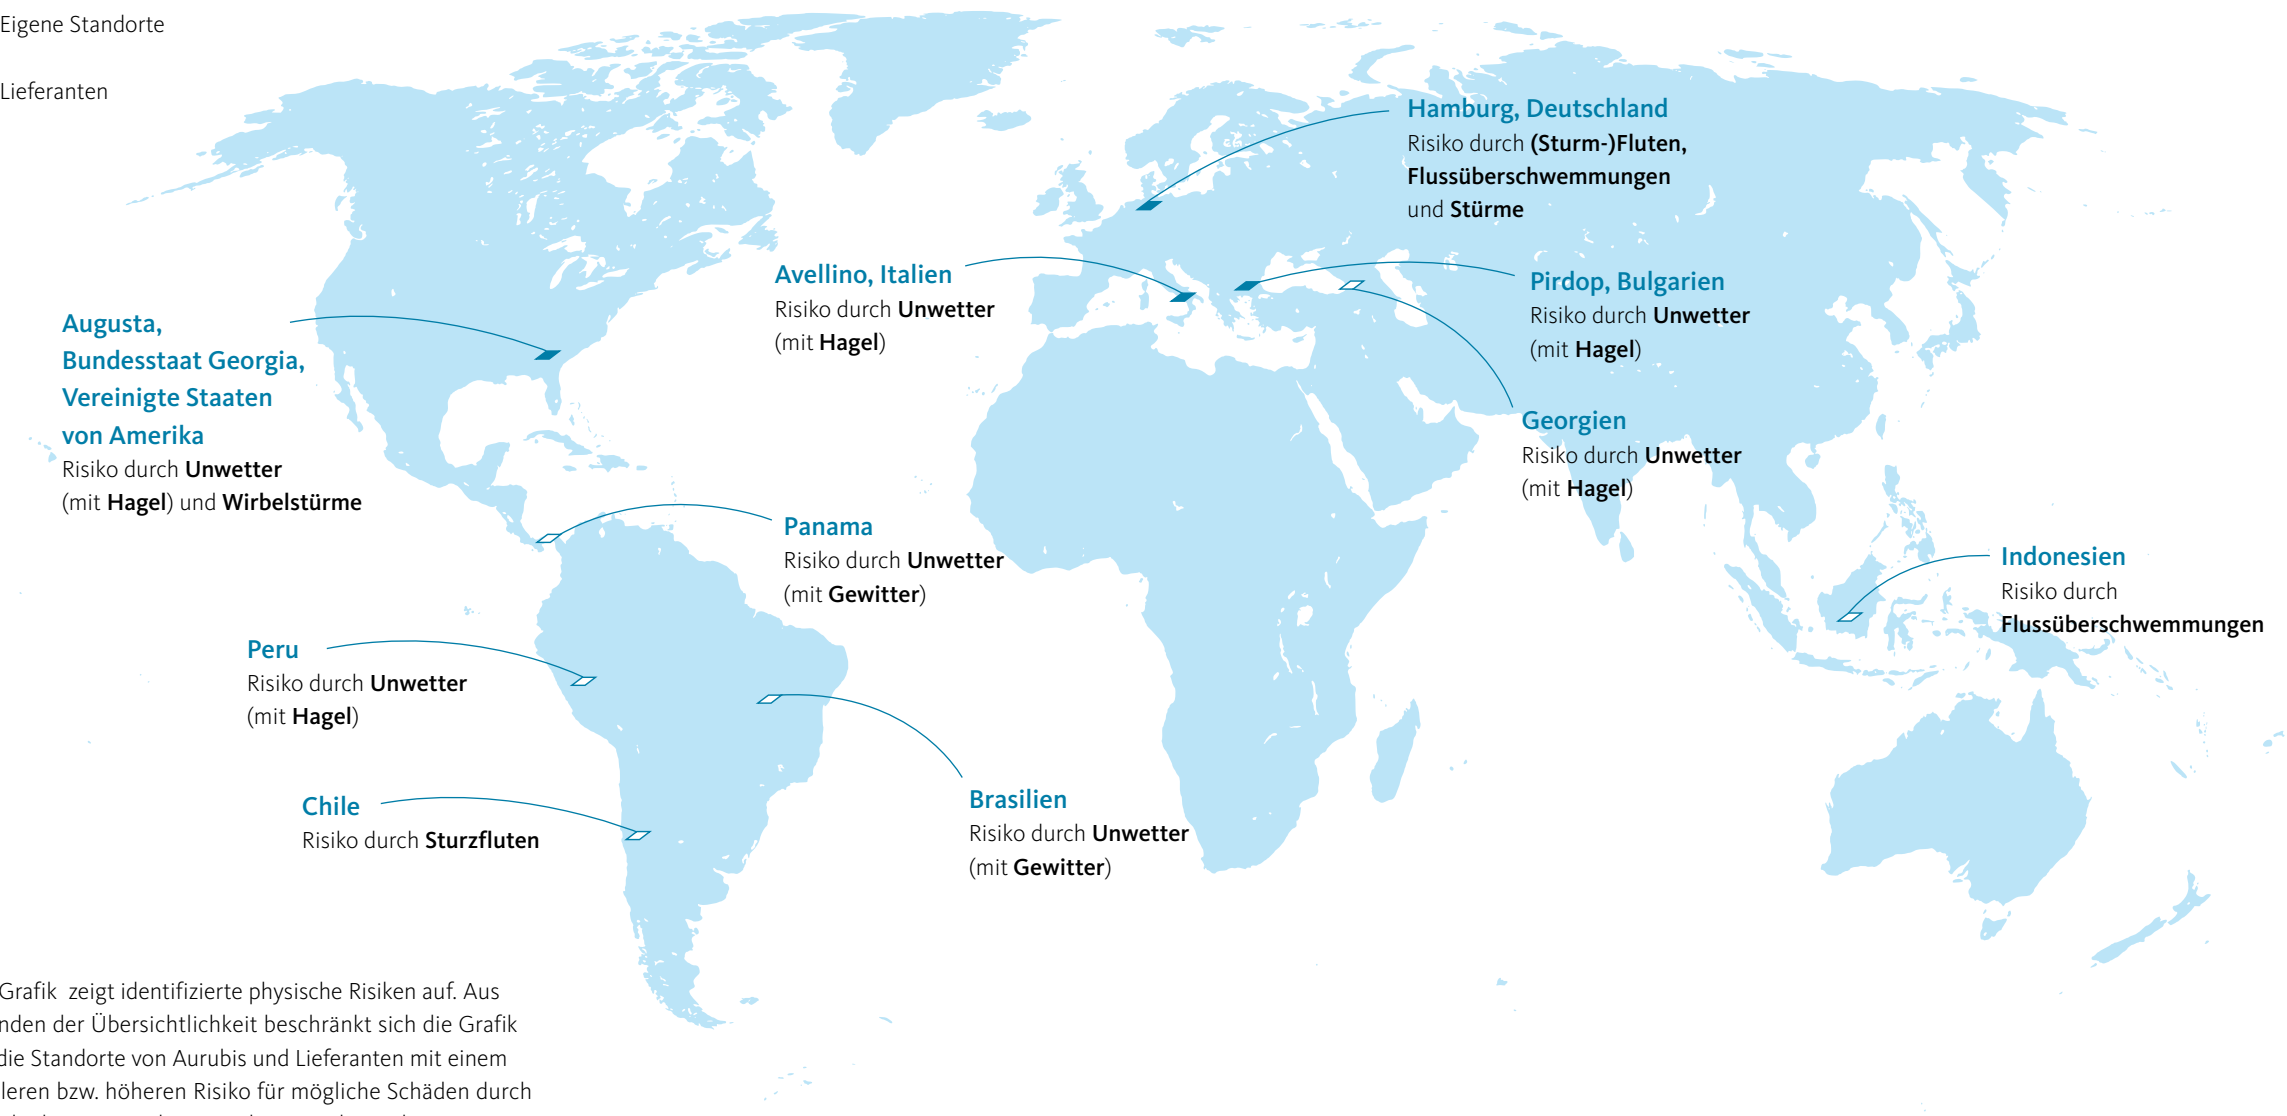 Eigene Standorte
Lieferanten
Hamburg, Deutschland
Risiko durch (Sturm-)Fluten,
Flussüberschwemmungen
und Stürme
Avellino, Italien
Risiko durch Unwetter
(mit Hagel)
Pirdop, Bulgarien
Risiko durch Unwetter
(mit Hagel)
Augusta,
Bundesstaat Georgia,
Vereinigte Staaten
von Amerika
Risiko durch Unwetter
(mit Hagel) und Wirbelstürme
Georgien
Risiko durch Unwetter
(mit Hagel)
Panama
Risiko durch Unwetter
(mit Gewitter)
Indonesien
Risiko durch
Flussüberschwemmungen
Peru
Risiko durch Unwetter
(mit Hagel)
Chile
Risiko durch Sturzfluten
Brasilien
Risiko durch Unwetter
(mit Gewitter)
Grafik zeigt identifizierte physische Risiken auf. Aus
nden der Übersichtlichkeit beschränkt sich die Grafik
die Standorte von Aurubis und Lieferanten mit einem
leren bzw. höheren Risiko für mögliche Schäden durch